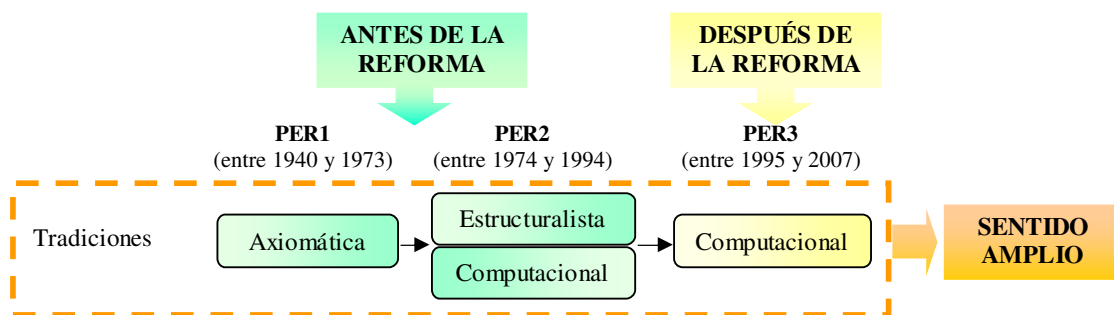 ANTES DE LA
REFORMA
DESPUÉS DE
LA REFORMA
PER1
(entre 1940 y 1973)
PER2
(entre 1974 y 1994)
PER3
(entre 1995 y 2007)
Tradiciones
Axiomática
Estructuralista
Computacional
Computacional
SENTIDO
AMPLIO